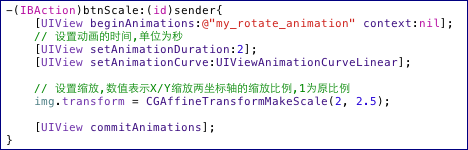 -(IBAction)btnScale:(id)sender{
[UIView beginAnimations:@"my_rotate_animation" context:nil];
// 设置动画的时间,单位为秒
[UIView setAnimationDuration:2];
[UIView setAnimationCurve:UIViewAnimationCurveLinear];
// 设置缩放,数值表示X/Y缩放两坐标轴的缩放比例,1为原比例
img.transform = CGAffineTransformMakeScale(2, 2.5);
[UIView commitAnimations];
}